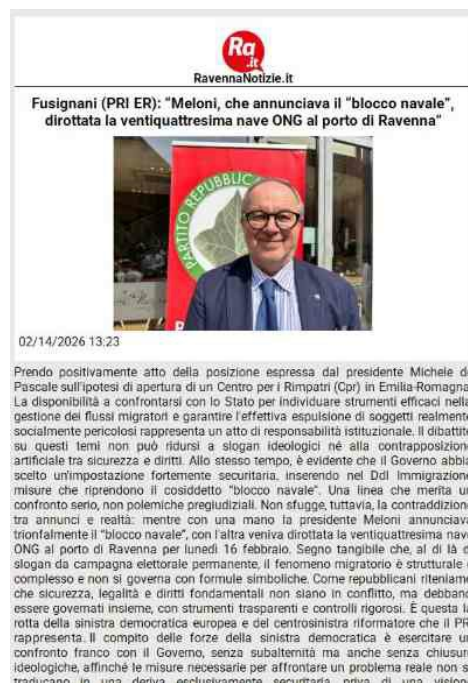 Ra
.it
RavennaNotizie.it
Fusignani (PRI ER): “Meloni, che annunciava il “blocco navale”,
dirottata la ventiquattresima nave ONG al porto di Ravenna”
PARTITO REPUBBLICA
02/14/2026 13:23
Prendo positivamente atto della posizione espressa dal presidente Michele d
Pascale sull'ipotesi di apertura di un Centro per i Rimpatri (Cpr) in Emilia-Romagna
La disponibilità a confrontarsi con lo Stato per individuare strumenti efficaci nella
gestione dei flussi migratori e garantire l'effettiva espulsione di soggetti realmente
socialmente pericolosi rappresenta un atto di responsabilità istituzionale. Il dibattito
su questi temi non può ridursi a slogan ideologici né alla contrapposizione
artificiale tra sicurezza e diritti. Allo stesso tempo, è evidente che il Governo abbia
scelto un'impostazione fortemente securitaria, inserendo nel Ddl Immigrazione
misure che riprendono il cosiddetto “blocco navale”. Una linea che merita un
confronto serio, non polemiche pregiudiziali. Non sfugge, tuttavia, la contraddizione
tra annunci e realtà: mentre con una mano la presidente Meloni annunciava
trionfalmente il “blocco navale”, con l'altra veniva dirottata la ventiquattresima nave
ONG al porto di Ravenna per lunedì 16 febbraio. Segno tangibile che, al di là d
slogan da campagna elettorale permanente, il fenomeno migratorio è strutturale
complesso e non si governa con formule simboliche. Come repubblicani riteniamo
che sicurezza, legalità e diritti fondamentali non siano in conflitto, ma debbano
essere governati insieme, con strumenti trasparenti e controlli rigorosi. È questa la
rotta della sinistra democratica europea e del centrosinistra riformatore che il PR
rappresenta. Il compito delle forze della sinistra democratica è esercitare un
confronto franco con il Governo, senza subalternità ma anche senza chiusure
ideologiche, affinché le misure necessarie per affrontare un problema reale non s
traducano in una deriva esclusivamente securitaria priva di una visione